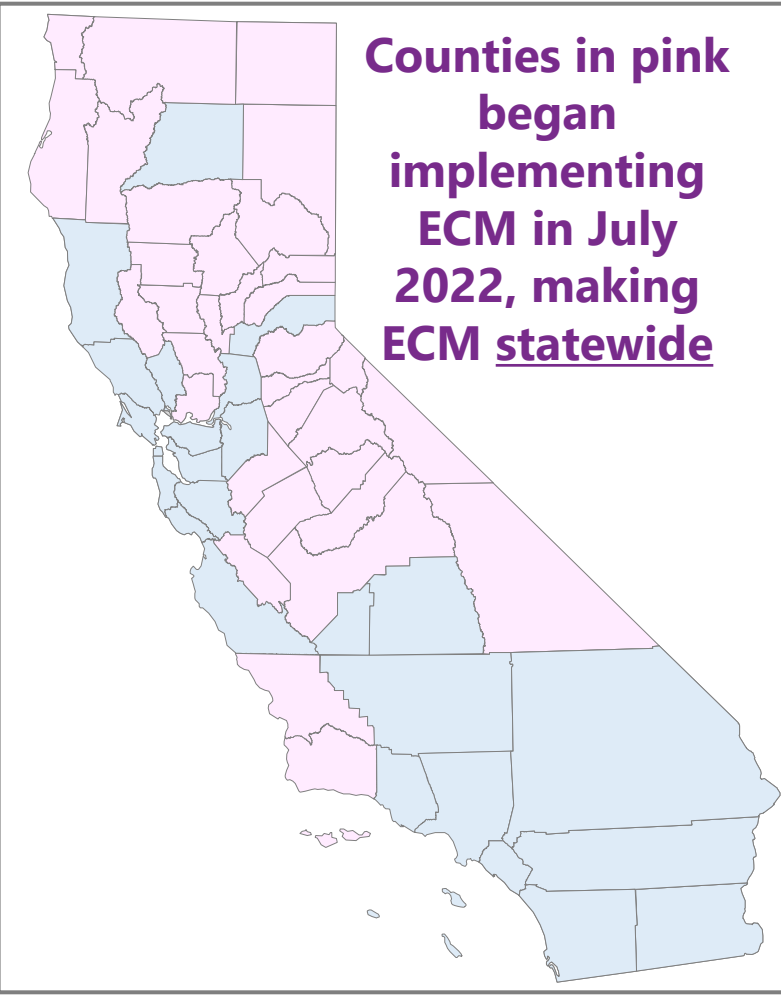 Counties in pink
began
implementing
ECM in July
2022, making
ECM statewide